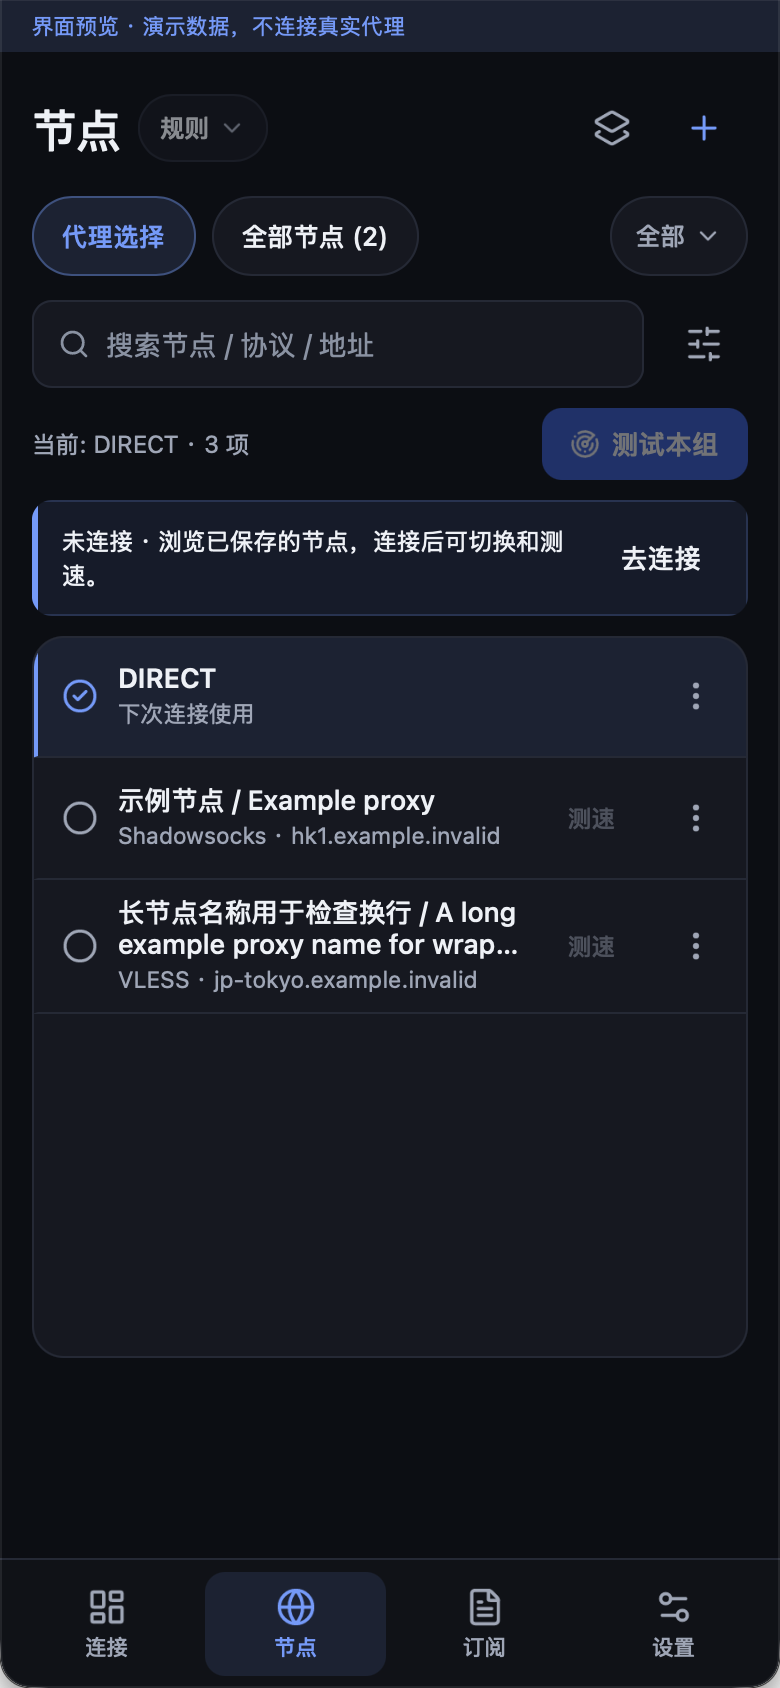 界面预览 · 演示数据，不连接真实代理
节点
规则
代理选择
全部节点 (2)
全部
搜索节点 / 协议 / 地址
当前: DIRECT · 3 项
测试本组
未连接 · 浏览已保存的节点，连接后可切换和测
速。
去连接
DIRECT
下次连接使用
示例节点 / Example proxy
Shadowsocks · hk1.example.invalid
测速
长节点名称用于检查换行 / A long
example proxy name for wrap...
VLESS · jp-tokyo.example.invalid
测速
连接
节点
订阅
设置